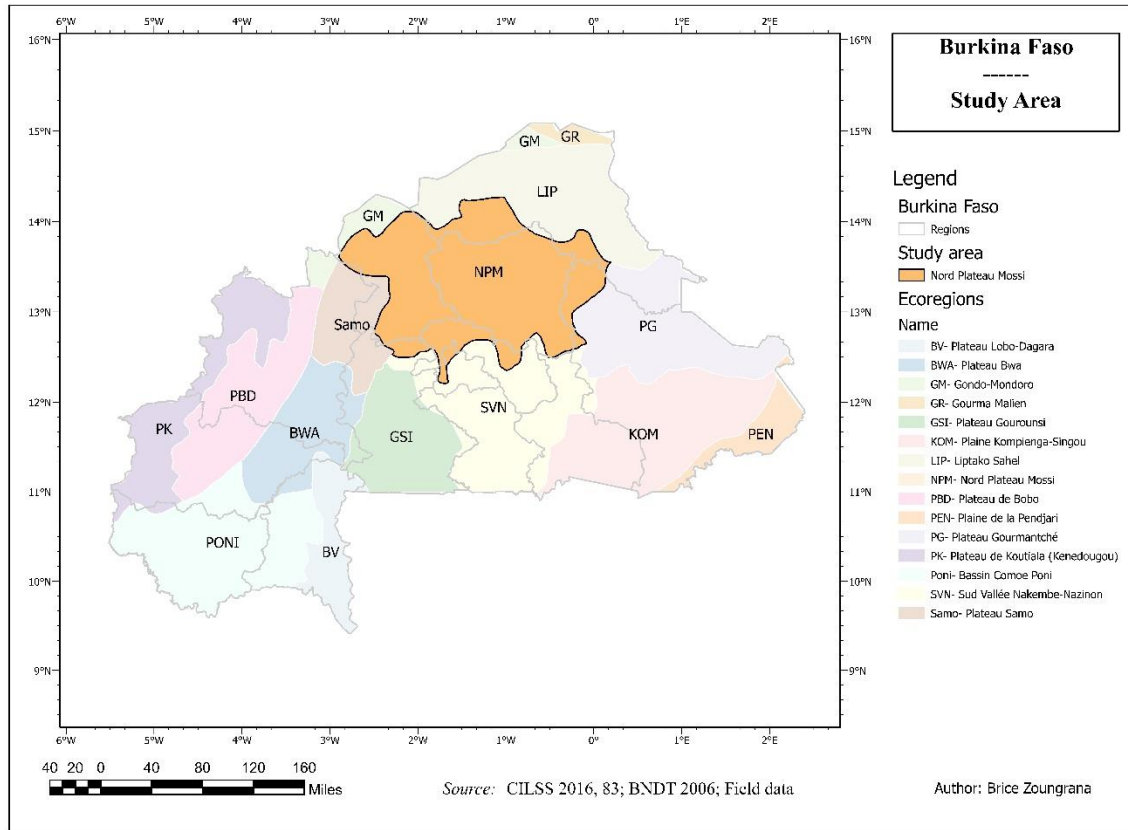 Burkina Faso
------
Study Area
6°W 5°W 4°W 3°W 2°W 1°W 0° 1°E 2°E
16°N 16°N
15°N 15°N
14°N 14°N
13°N 13°N
12°N 12°N
11°N 11°N
10°N 10°N
9°N 9°N
6°W 5°W 4°W 3°W 2°W 1°W 0° 1°E 2°E
GM
GR
LIP
GM
NPM
Samo
PG
PBD
PK
BWA
GSI
SVN
KOM
PEN
PONI
BV
Legend
Burkina Faso
Regions
Study area
Nord Plateau Mossi
Ecoregions
Name
BV- Plateau Lobo-Dagara
BWA- Plateau Bwa
GM- Gondo-Mondoro
GR- Gourma Malien
GSI- Plateau Gourounsi
KOM- Plaine Kompienga-Singou
LIP- Liptako Sahel
NPM- Nord Plateau Mossi
PBD- Plateau de Bobo
PEN- Plaine de la Pendjari
PG- Plateau Gourmantché
PK- Plateau de Koutiala (Kenedougou)
Poni- Bassin Comoe Poni
SVN- Sud Vallée Nakembe-Nazinon
Samo- Plateau Samo
40 20 0 40 80 120 160
Miles
Source: CILSS 2016, 83; BNDT 2006; Field data
Author: Brice Zoungrana